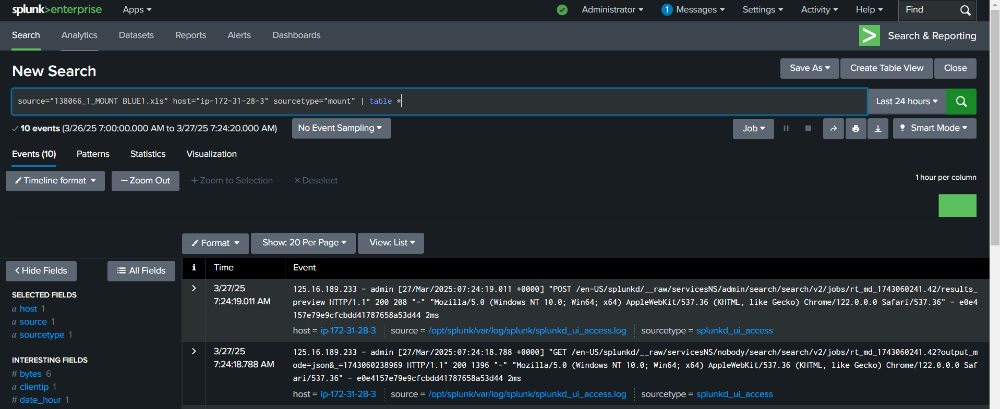 splunk>enterprise Apps Administrator 1 Messages Settings Activity Help Find
Search Analytics Datasets Reports Alerts Dashboards > Search & Reporting
New Search Save As Create Table View Close
source="138066_1_MOUNT BLUE1.xls" host="ip-172-31-28-3" sourcetype="mount" | table * Last 24 hours
10 events (3/26/25 7:00:00.000 AM to 3/27/25 7:24:20.000 AM) No Event Sampling Job Smart Mode
Events (10) Patterns Statistics Visualization
Timeline format — Zoom Out + Zoom to Selection × Deselect 1 hour per column
Format Show: 20 Per Page View: List
< Hide Fields All Fields i Time Event
SELECTED FIELDS
a host 1
a source 1
a sourcetype 1
INTERESTING FIELDS
# bytes 6
a clientip 1
# date_hour 1
> 3/27/25
7:24:19.011 AM
125.16.189.233 - admin [27/Mar/2025:07:24:19.011 +0000] "POST /en-US/splunkd/__raw/servicesNS/admin/search/search/v2/jobs/rt_md_1743060241.42/results_
preview HTTP/1.1" 200 208 "-" "Mozilla/5.0 (Windows NT 10.0; Win64; x64) AppleWebKit/537.36 (KHTML, like Gecko) Chrome/122.0.0.0 Safari/537.36" - e0e4
157e79e9cfcbdd41787658a53d44 2ms
host = ip-172-31-28-3 source = /opt/splunk/var/log/splunk/splunkd_ui_access.log sourcetype = splunkd_ui_access
> 3/27/25
7:24:18.788 AM
125.16.189.233 - admin [27/Mar/2025:07:24:18.788 +0000] "GET /en-US/splunkd/__raw/servicesNS/nobody/search/search/v2/jobs/rt_md_1743060241.42?output_m
ode=json&_=1743060238969 HTTP/1.1" 200 1396 "-" "Mozilla/5.0 (Windows NT 10.0; Win64; x64) AppleWebKit/537.36 (KHTML, like Gecko) Chrome/122.0.0.0 Saf
ari/537.36" - e0e4157e79e9cfcbdd41787658a53d44 2ms
host = ip-172-31-28-3 source = /opt/splunk/var/log/splunk/splunkd_ui_access.log sourcetype = splunkd_ui_access